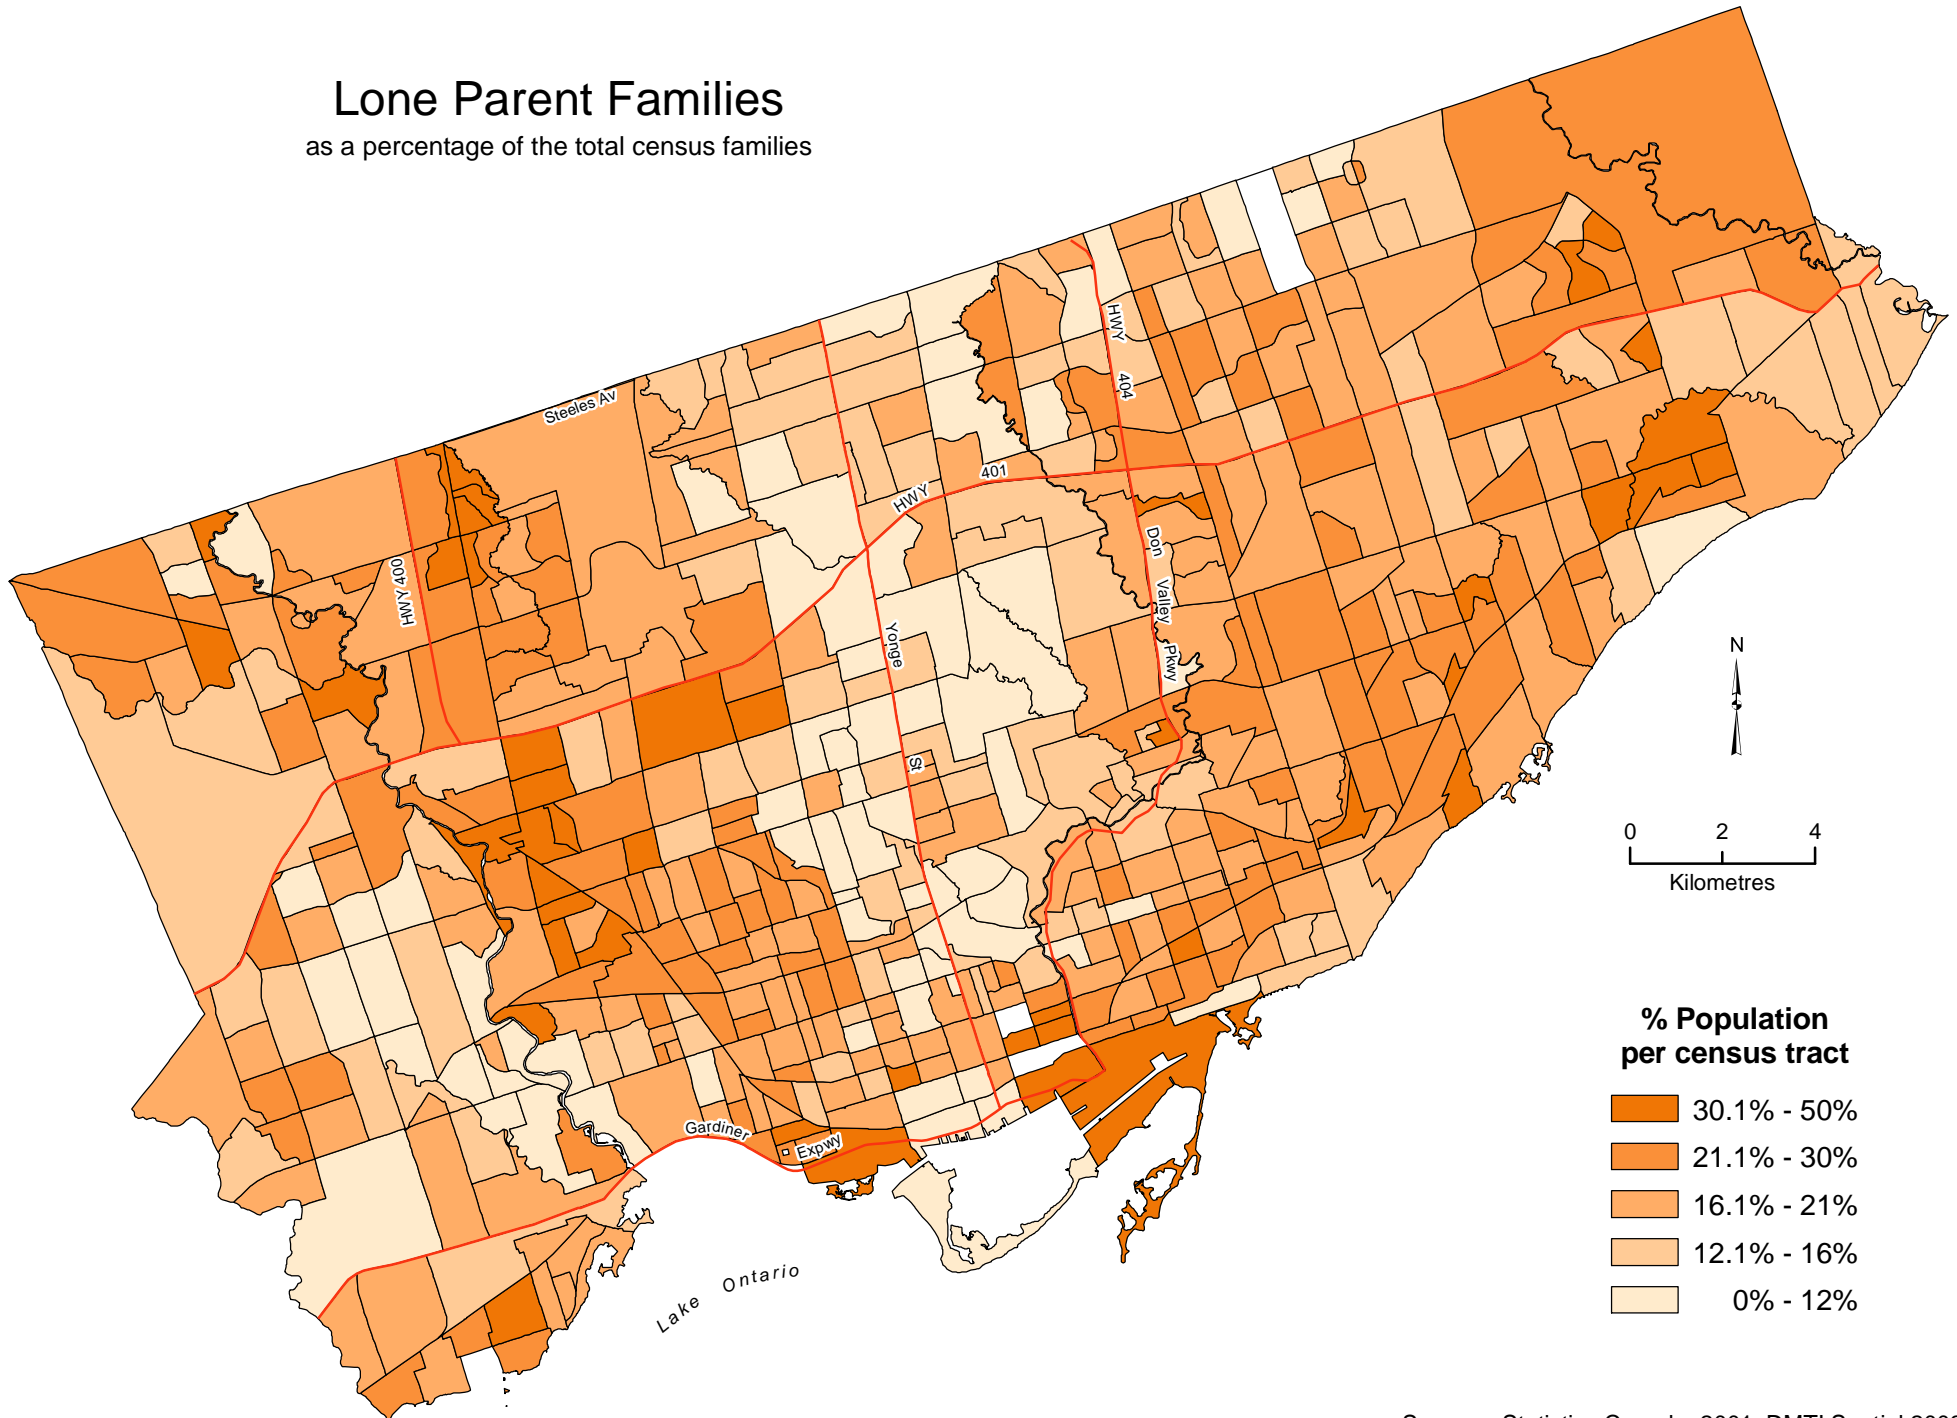 Lone Parent Families
as a percentage of the total census families
Steeles Av
HWY 401
HWY 404
HWY 400
Don Valley Pkwy
Yonge St
N
0 2 4
Kilometres
Gardiner Expwy
Lake Ontario
% Population
per census tract
30.1% - 50%
21.1% - 30%
16.1% - 21%
12.1% - 16%
0% - 12%